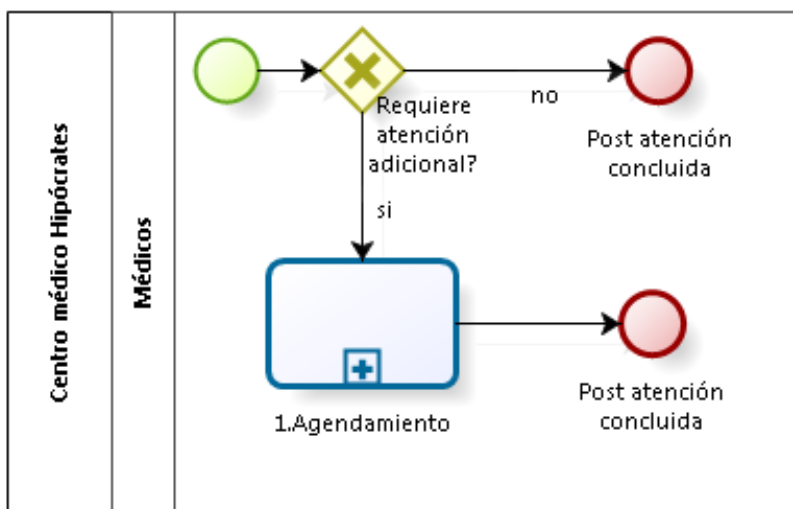 Centro médico Hipócrates
Médicos
Requiere
atención
adicional?
no
Post atención
concluida
si
1.Agendamiento
Post atención
concluida